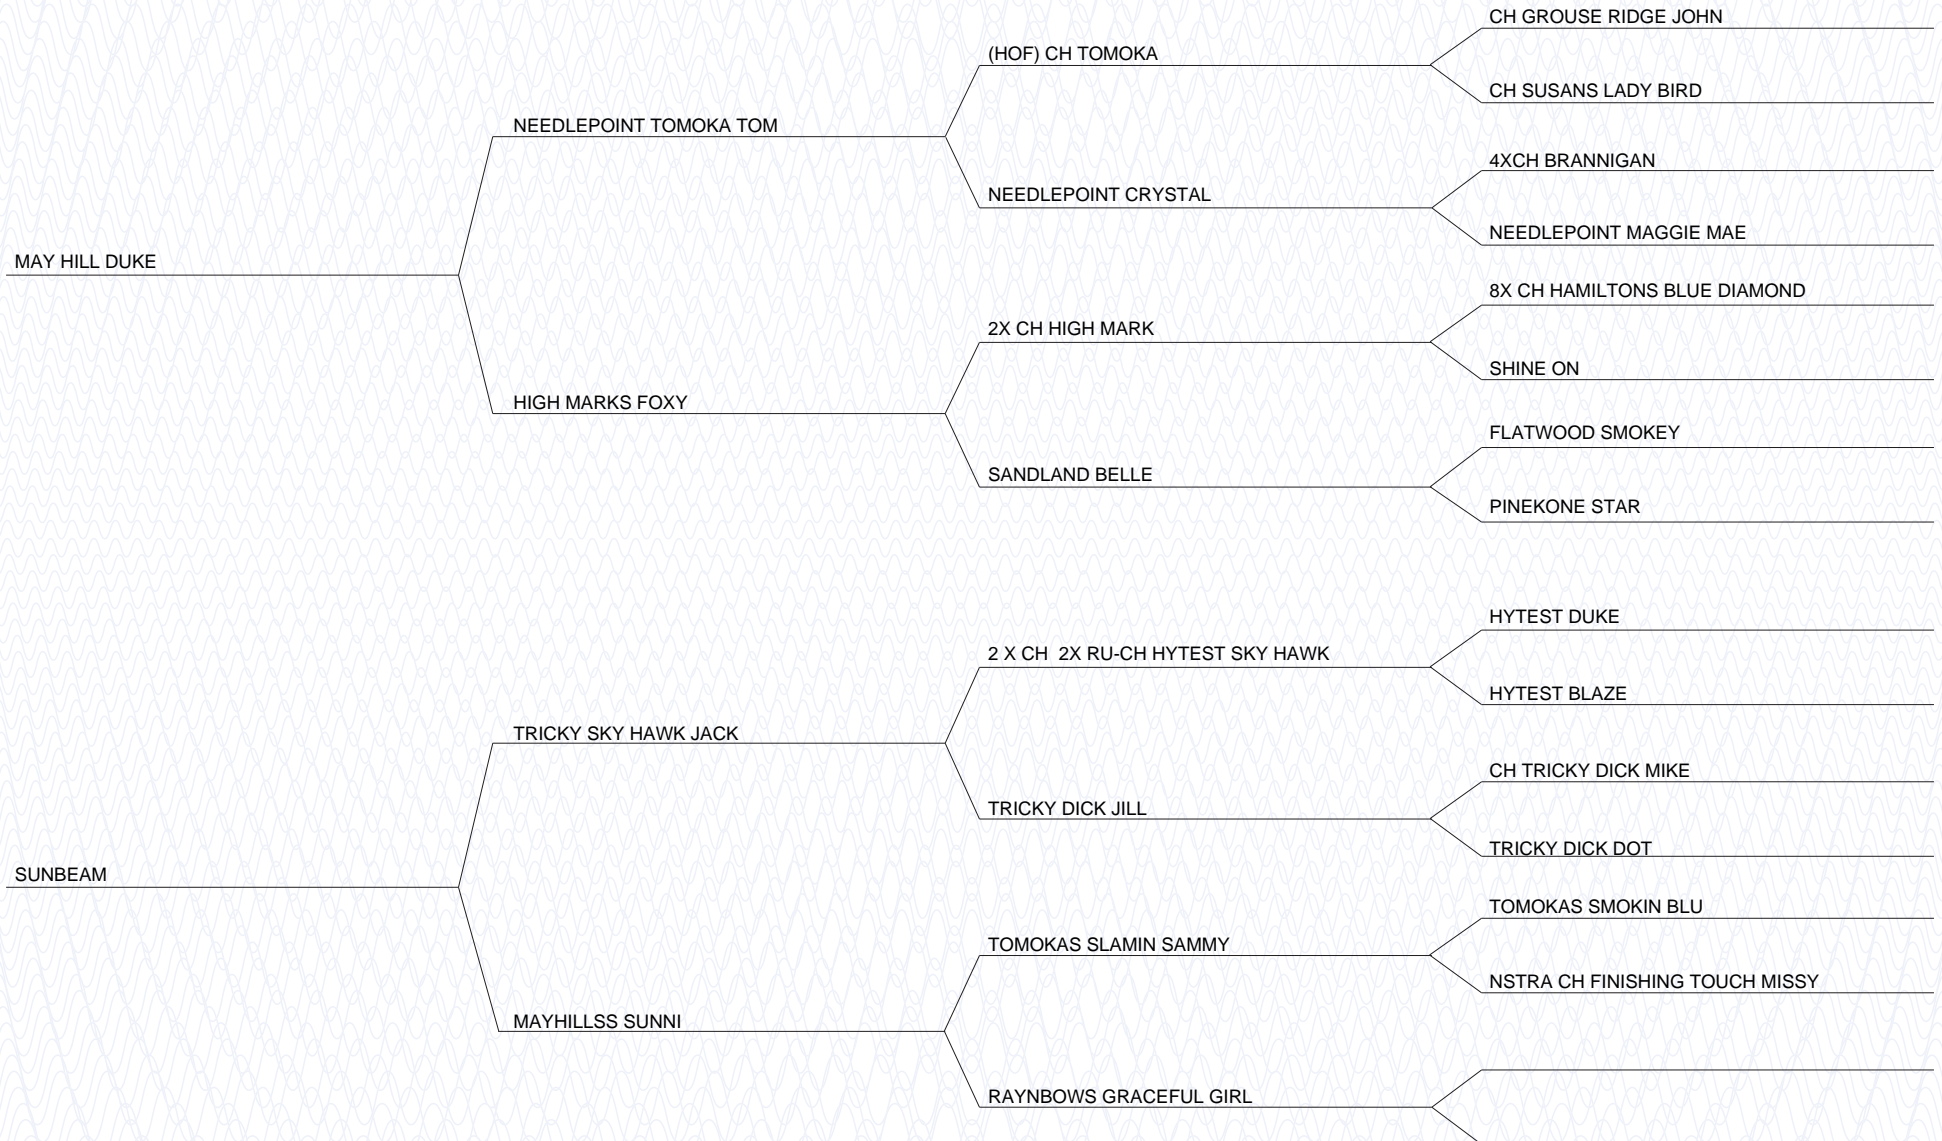 CH GROUSE RIDGE JOHN
(HOF) CH TOMOKA
CH SUSANS LADY BIRD
NEEDLEPOINT TOMOKA TOM
4XCH BRANNIGAN
NEEDLEPOINT CRYSTAL
NEEDLEPOINT MAGGIE MAE
MAY HILL DUKE
8X CH HAMILTONS BLUE DIAMOND
2X CH HIGH MARK
SHINE ON
HIGH MARKS FOXY
FLATWOOD SMOKEY
SANDLAND BELLE
PINEKONE STAR
HYTEST DUKE
2 X CH  2X RU-CH HYTEST SKY HAWK
HYTEST BLAZE
TRICKY SKY HAWK JACK
CH TRICKY DICK MIKE
TRICKY DICK JILL
TRICKY DICK DOT
SUNBEAM
TOMOKAS SMOKIN BLU
TOMOKAS SLAMIN SAMMY
NSTRA CH FINISHING TOUCH MISSY
MAYHILLSS SUNNI
RAYNBOWS GRACEFUL GIRL